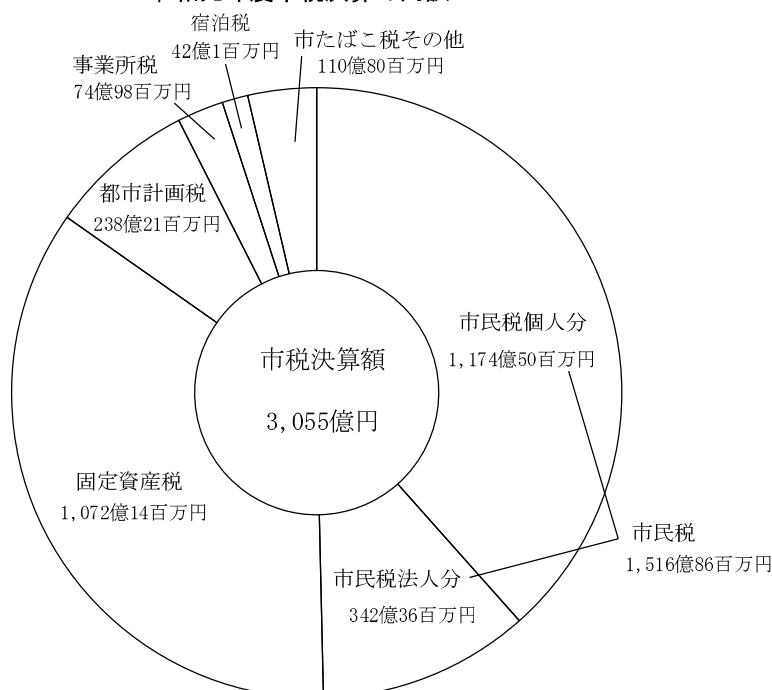 宿泊税
42億1百万円
市たばこ税その他
110億80百万円
事業所税
74億98百万円
都市計画税
238億21百万円
市民税個人分
1,174億50百万円
市税決算額
3,055億円
固定資産税
1,072億14百万円
市民税
1,516億86百万円
市民税法人分
342億36百万円